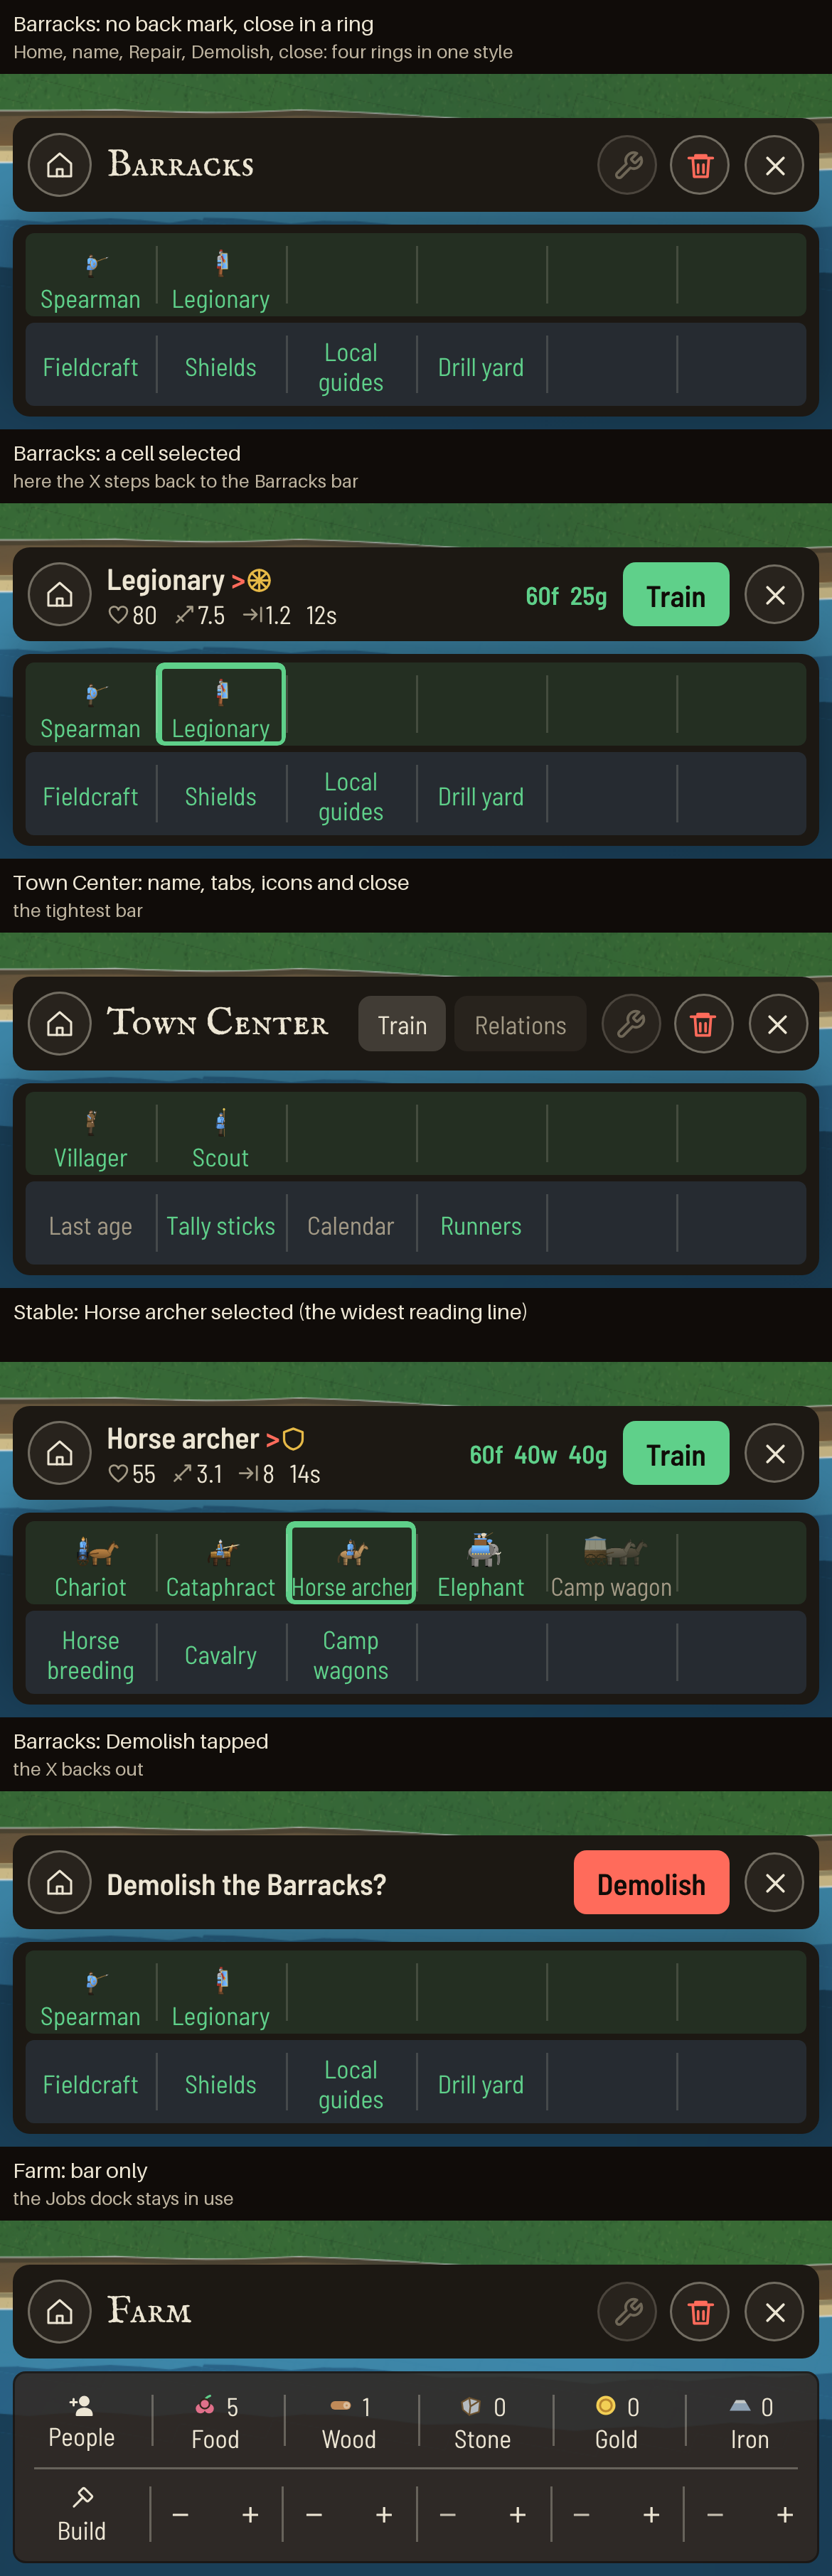 Barracks: no back mark, close in a ring
Home, name, Repair, Demolish, close: four rings in one style
Barracks
Spearman Legionary
Fieldcraft Shields Local guides Drill yard
Barracks: a cell selected
here the X steps back to the Barracks bar
Legionary >
80 7.5 1.2 12s
60f 25g Train
Spearman Legionary
Fieldcraft Shields Local guides Drill yard
Town Center: name, tabs, icons and close
the tightest bar
Town Center Train Relations
Villager Scout
Last age Tally sticks Calendar Runners
Stable: Horse archer selected (the widest reading line)
Horse archer >
55 3.1 8 14s
60f 40w 40g Train
Chariot Cataphract Horse archer Elephant Camp wagon
Horse breeding Cavalry Camp wagons
Barracks: Demolish tapped
the X backs out
Demolish the Barracks? Demolish
Spearman Legionary
Fieldcraft Shields Local guides Drill yard
Farm: bar only
the Jobs dock stays in use
Farm
5 1 0 0 0
People Food Wood Stone Gold Iron
Build − + − + − + − + − +